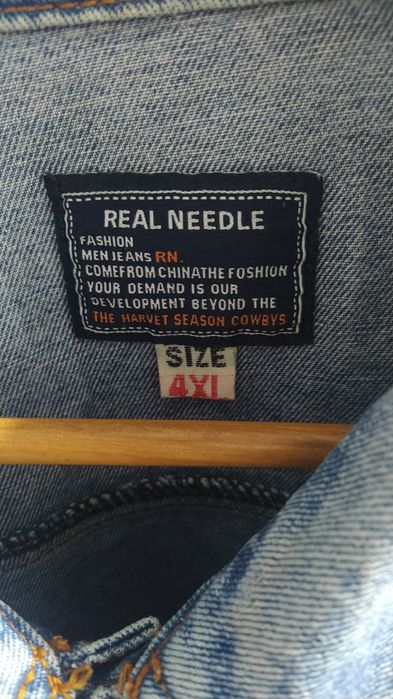 REAL NEEDLE
FASHION
MEN JEANS RN.
COMEFROM CHINATHE FOSHION
YOUR DEMAND IS OUR
DEVELOPMENT BEYOND THE
THE HARVET SEASON COWBYS
SIZE
4XL